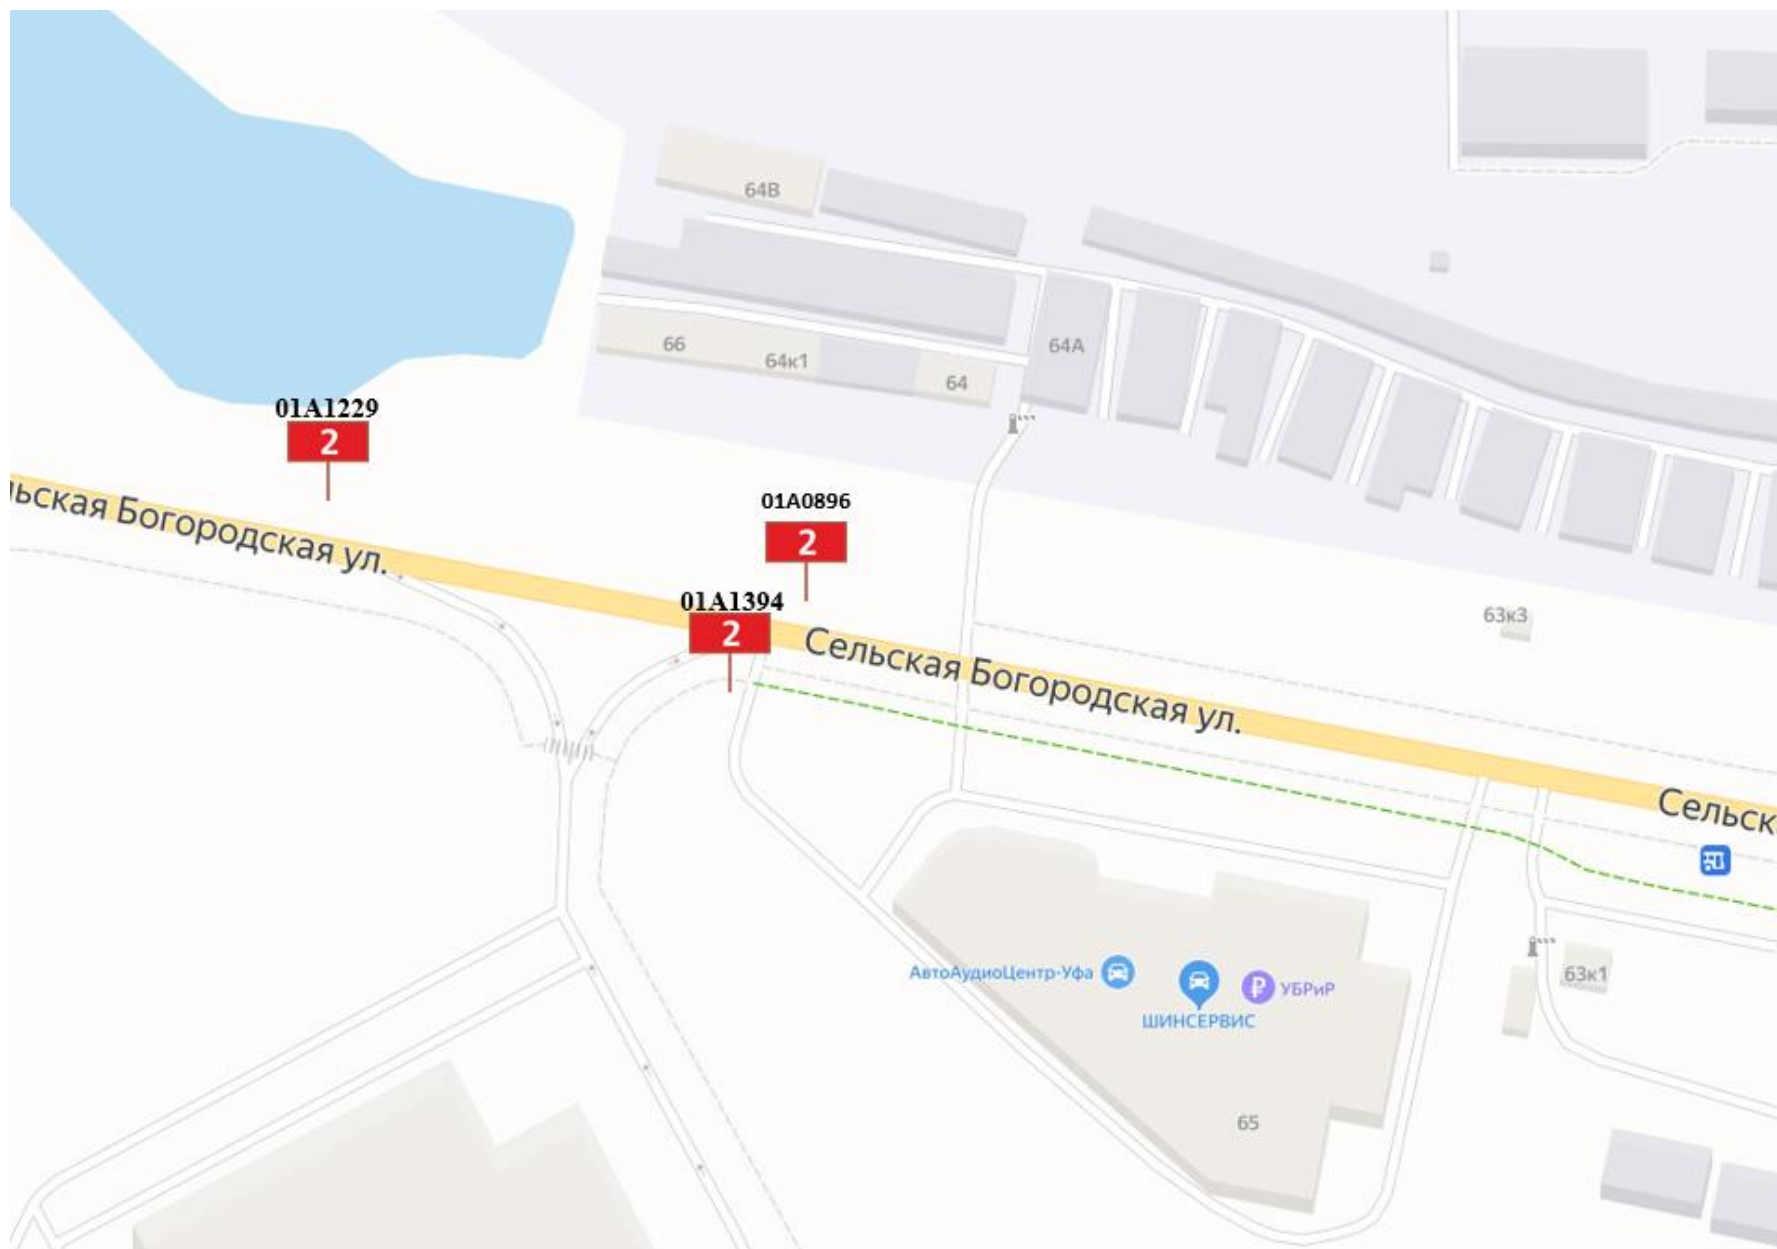 64В
66
64к1
64
64А
01А1229
2
льская Богородская ул.
01А0896
2
01А1394
2
63к3
Сельская Богородская ул.
Сельск
АвтоАудиоЦентр-Уфа
ШИНСЕРВИС
УБРиР
63к1
65